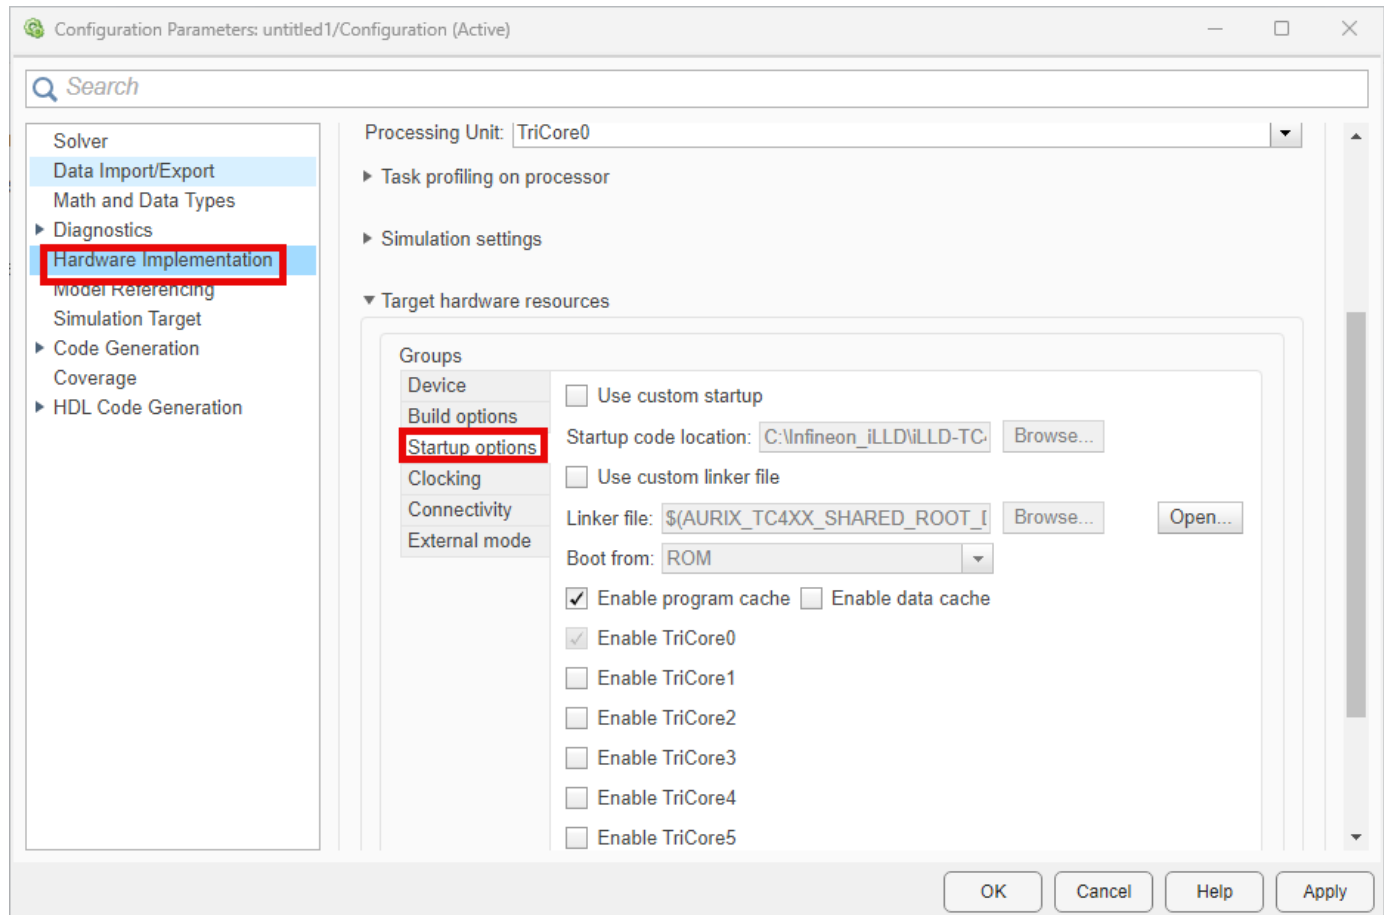 Configuration Parameters: untitled1/Configuration (Active)
Search
Solver
Data Import/Export
Math and Data Types
Diagnostics
Hardware Implementation
Model Referencing
Simulation Target
Code Generation
Coverage
HDL Code Generation
Processing Unit: TriCore0
Task profiling on processor
Simulation settings
Target hardware resources
Groups
Device
Build options
Startup options
Clocking
Connectivity
External mode
Use custom startup
Startup code location: C:\Infineon_iLLD\iLLD-TC4 Browse...
Use custom linker file
Linker file: $(AURIX_TC4XX_SHARED_ROOT_D Browse... Open...
Boot from: ROM
Enable program cache Enable data cache
Enable TriCore0
Enable TriCore1
Enable TriCore2
Enable TriCore3
Enable TriCore4
Enable TriCore5
OK Cancel Help Apply